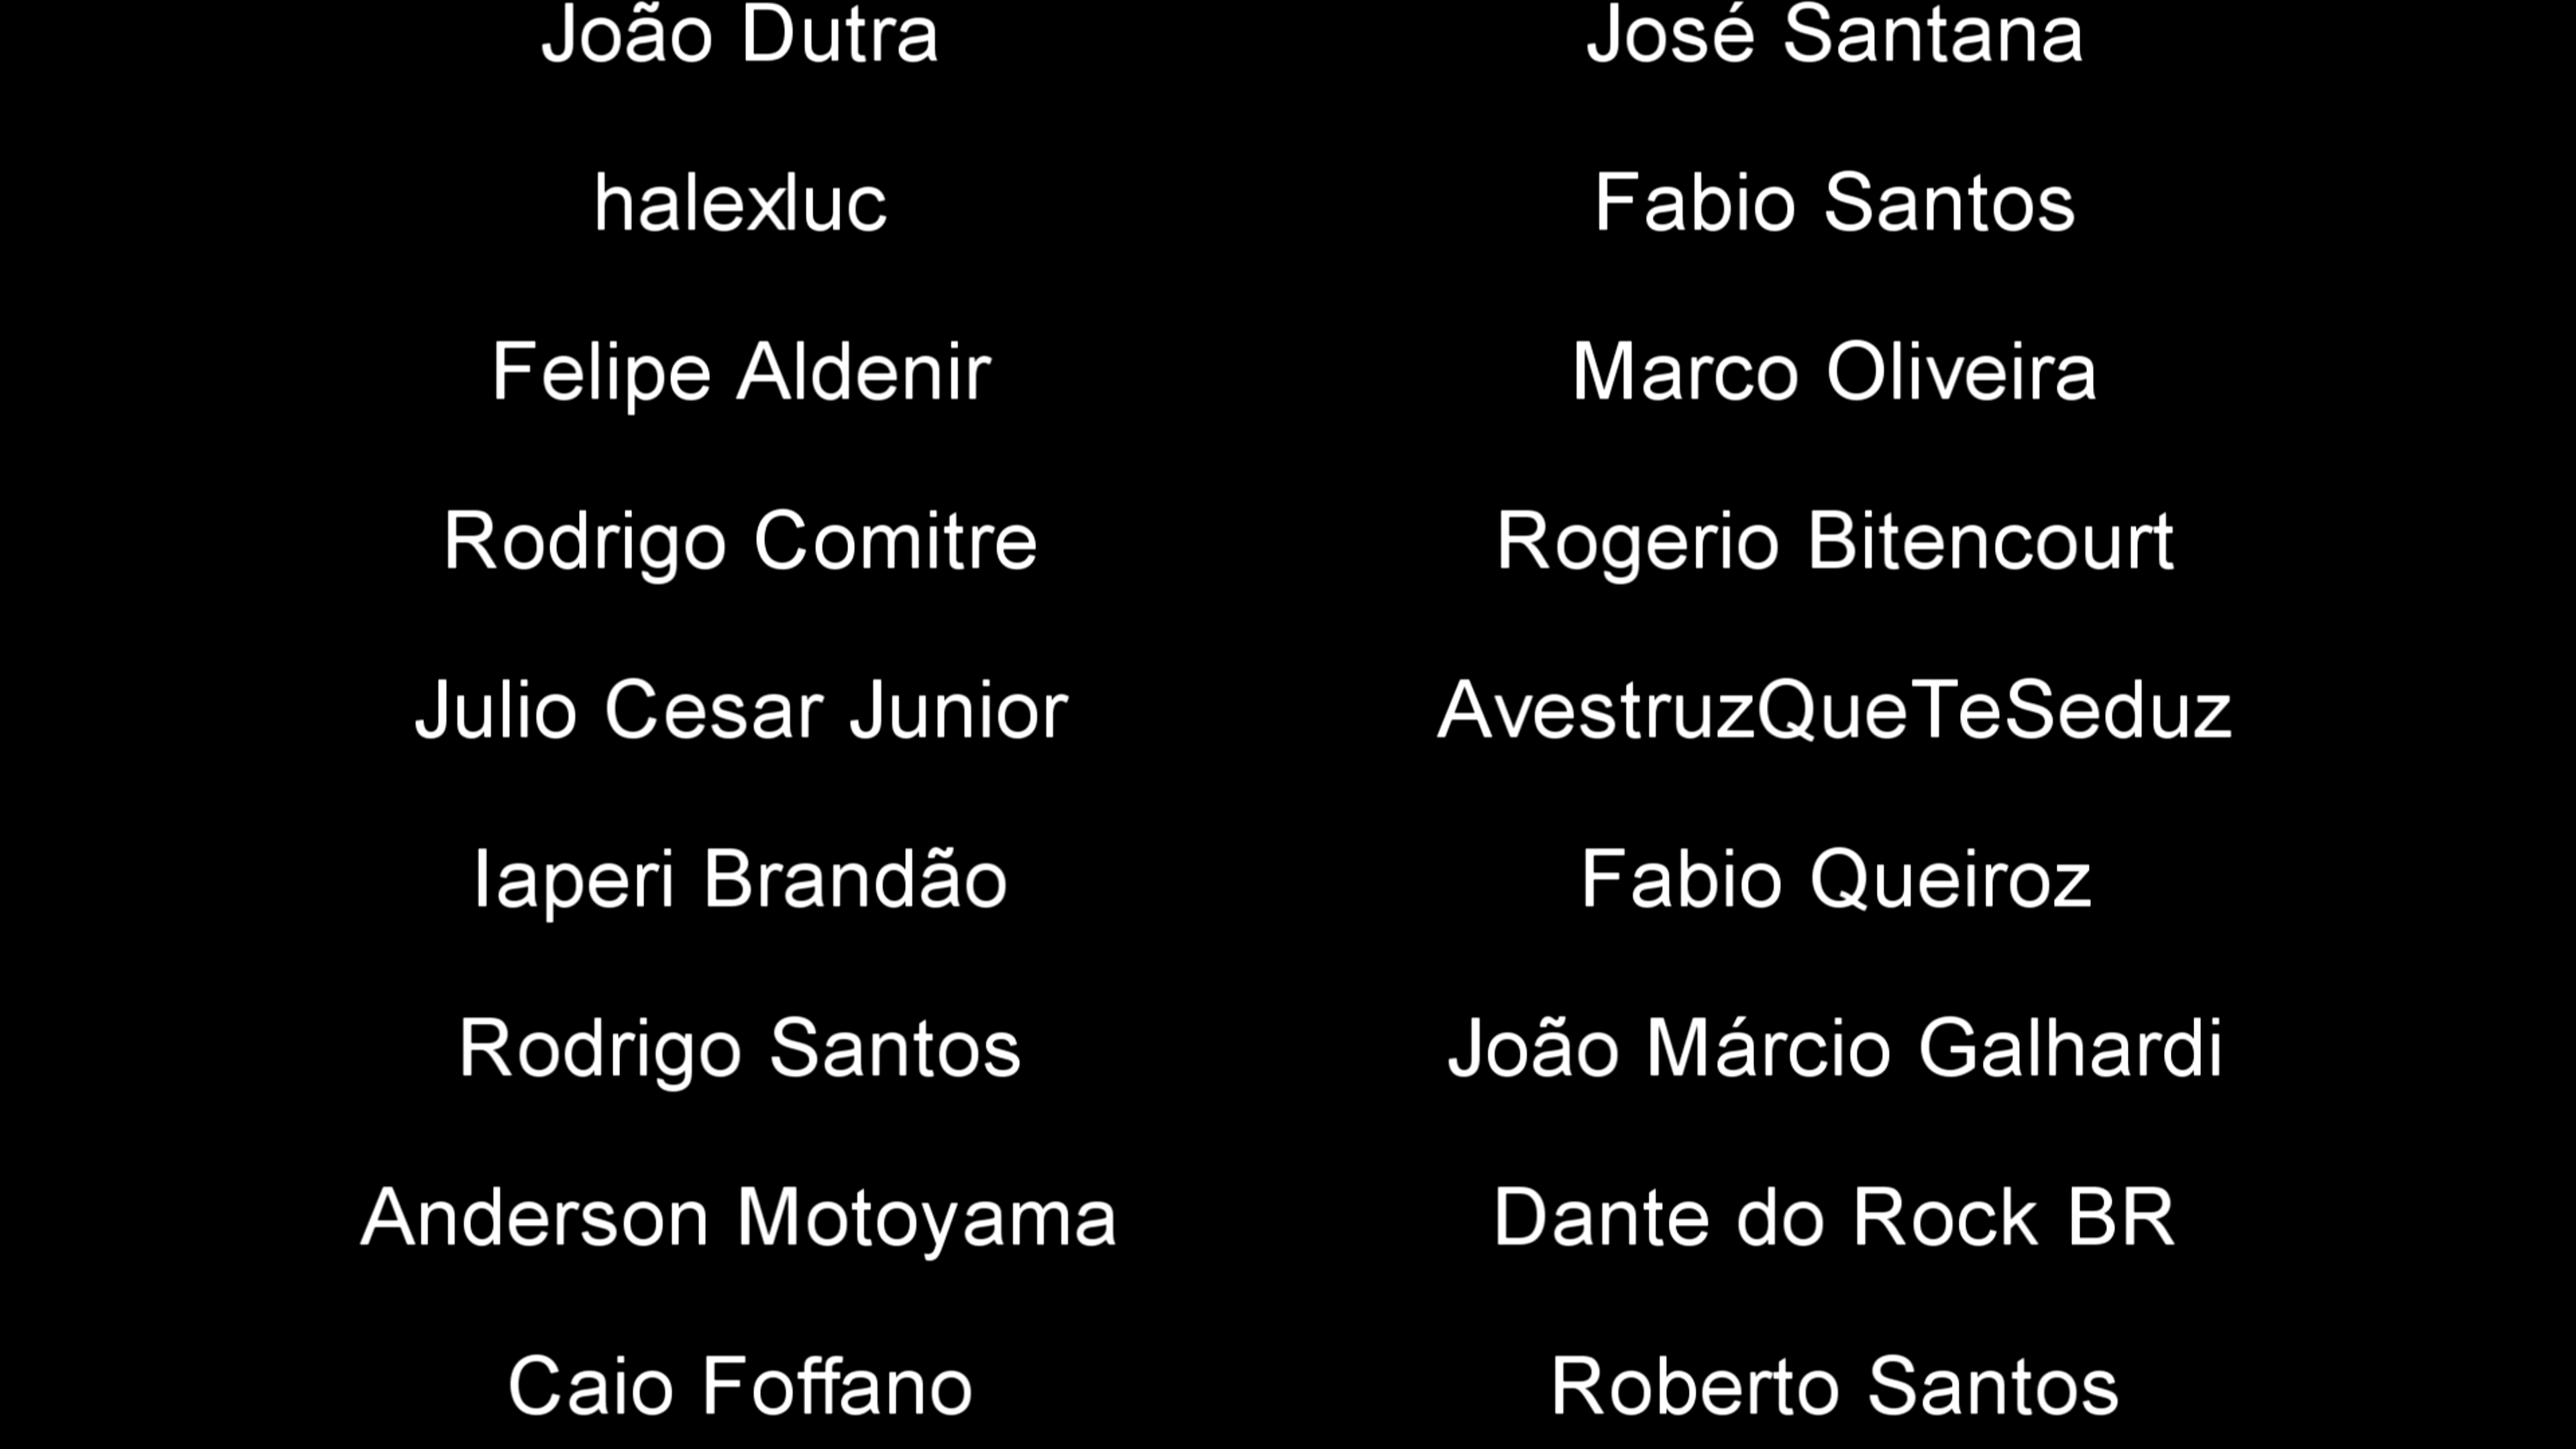 João Dutra
José Santana
halexluc
Fabio Santos
Felipe Aldenir
Marco Oliveira
Rodrigo Comitre
Rogerio Bitencourt
Julio Cesar Junior
AvestruzQueTeSeduz
Iaperi Brandão
Fabio Queiroz
Rodrigo Santos
João Márcio Galhardi
Anderson Motoyama
Dante do Rock BR
Caio Foffano
Roberto Santos